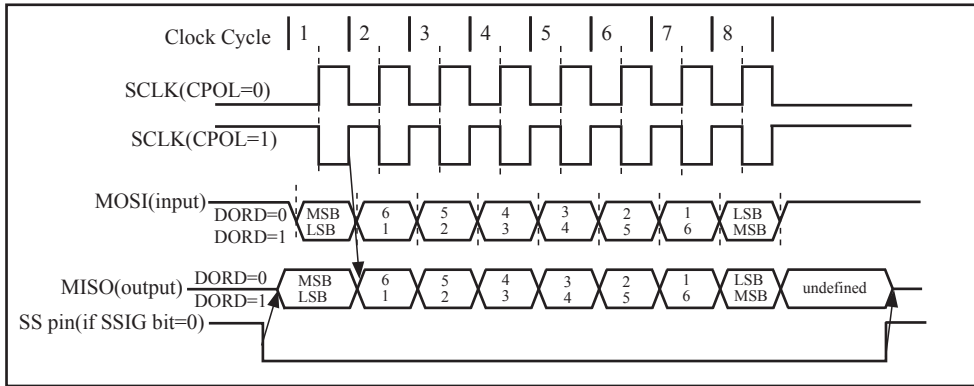 Clock Cycle 1 2 3 4 5 6 7 8
SCLK(CPOL=0)
SCLK(CPOL=1)
MOSI(input)
DORD=0 MSB 6 5 4 3 2 1 LSB
DORD=1 LSB 1 2 3 4 5 6 MSB
MISO(output)
DORD=0 MSB 6 5 4 3 2 1 LSB undefined
DORD=1 LSB 1 2 3 4 5 6 MSB
SS pin(if SSIG bit=0)